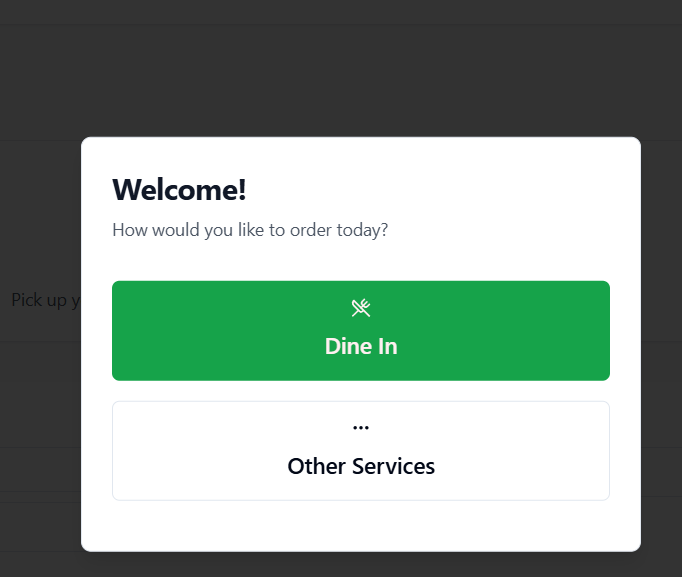 Welcome!
How would you like to order today?
Pick up y
Dine In
Other Services